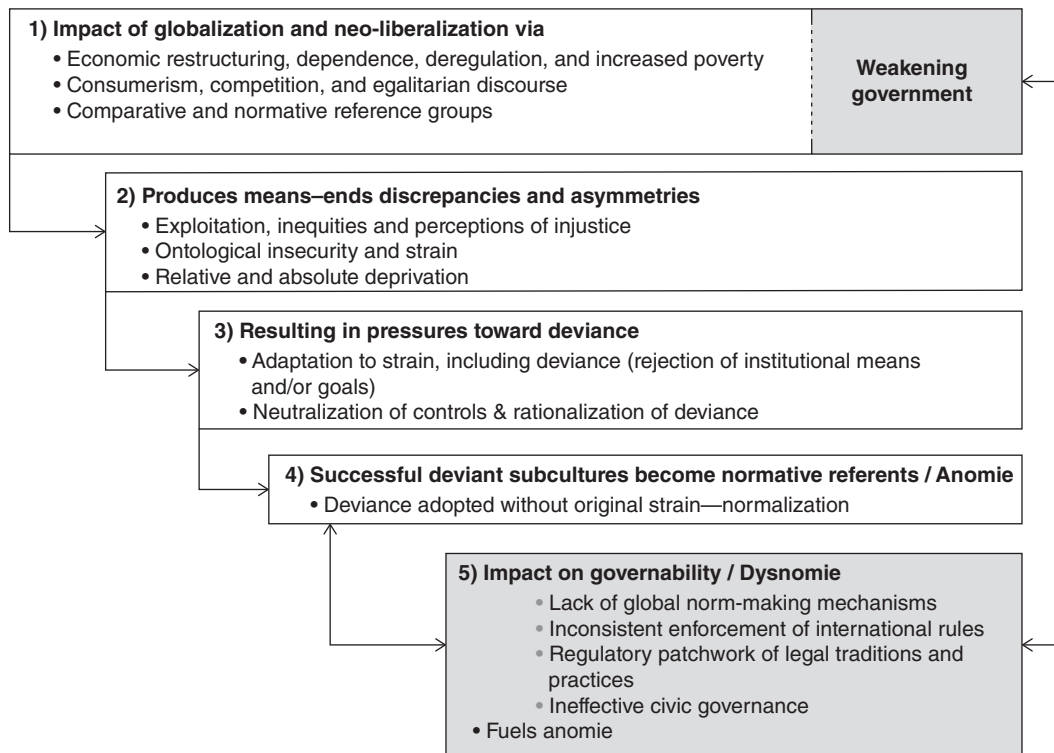 1) Impact of globalization and neo-liberalization via
• Economic restructuring, dependence, deregulation, and increased poverty
• Consumerism, competition, and egalitarian discourse
• Comparative and normative reference groups
Weakening
government
2) Produces means–ends discrepancies and asymmetries
• Exploitation, inequities and perceptions of injustice
• Ontological insecurity and strain
• Relative and absolute deprivation
3) Resulting in pressures toward deviance
• Adaptation to strain, including deviance (rejection of institutional means
and/or goals)
• Neutralization of controls & rationalization of deviance
4) Successful deviant subcultures become normative referents / Anomie
• Deviance adopted without original strain—normalization
5) Impact on governability / Dysnomie
• Lack of global norm-making mechanisms
• Inconsistent enforcement of international rules
• Regulatory patchwork of legal traditions and
practices
• Ineffective civic governance
• Fuels anomie